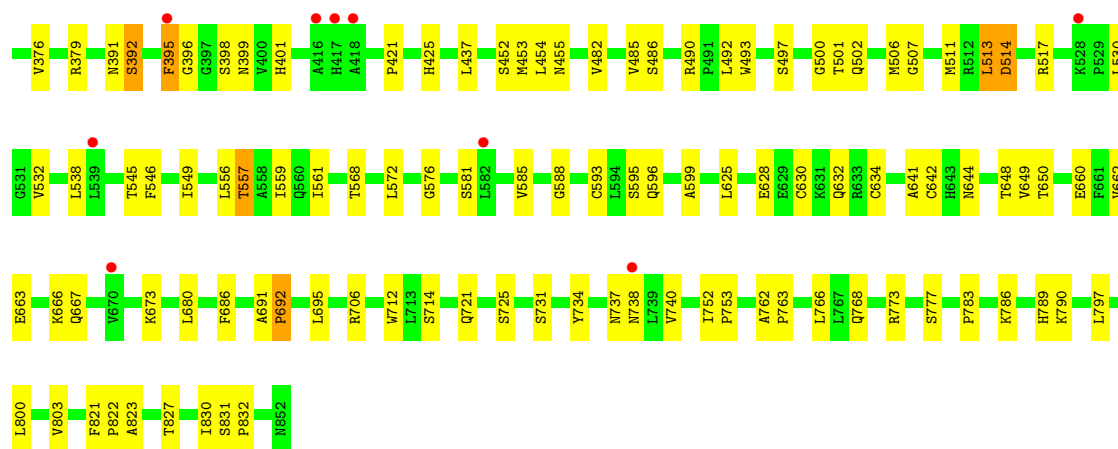 V376 R379 N391 S392 F395 G396 G397 S398 N399 V400 H401 A416 H417 A418 P421 H425 L437 S452 M453 L454 N455 V482 V485 S486 R490 P491 L492 W493 S497 G500 T501 Q502 M506 G507 M511 R512 L513 D514 R517 K528 P529 L530
G531 V532 L538 L539 T545 F546 I549 L556 T557 A558 I559 Q560 I561 T568 L572 G576 S581 L582 V585 G588 C593 L594 S595 Q596 A599 L625 E628 E629 C630 K631 Q632 R633 C634 A641 C642 H643 N644 T648 V649 T650 E660 F661 V662
E663 K666 Q667 V670 K673 L680 F686 A691 P692 L695 R706 W712 L713 S714 Q721 S725 S731 Y734 N737 N738 L739 V740 I752 P753 A762 P763 L766 L767 Q768 R773 S777 P783 K786 H789 K790 L797
L800 V803 F821 P822 A823 T827 I830 S831 P832 N852